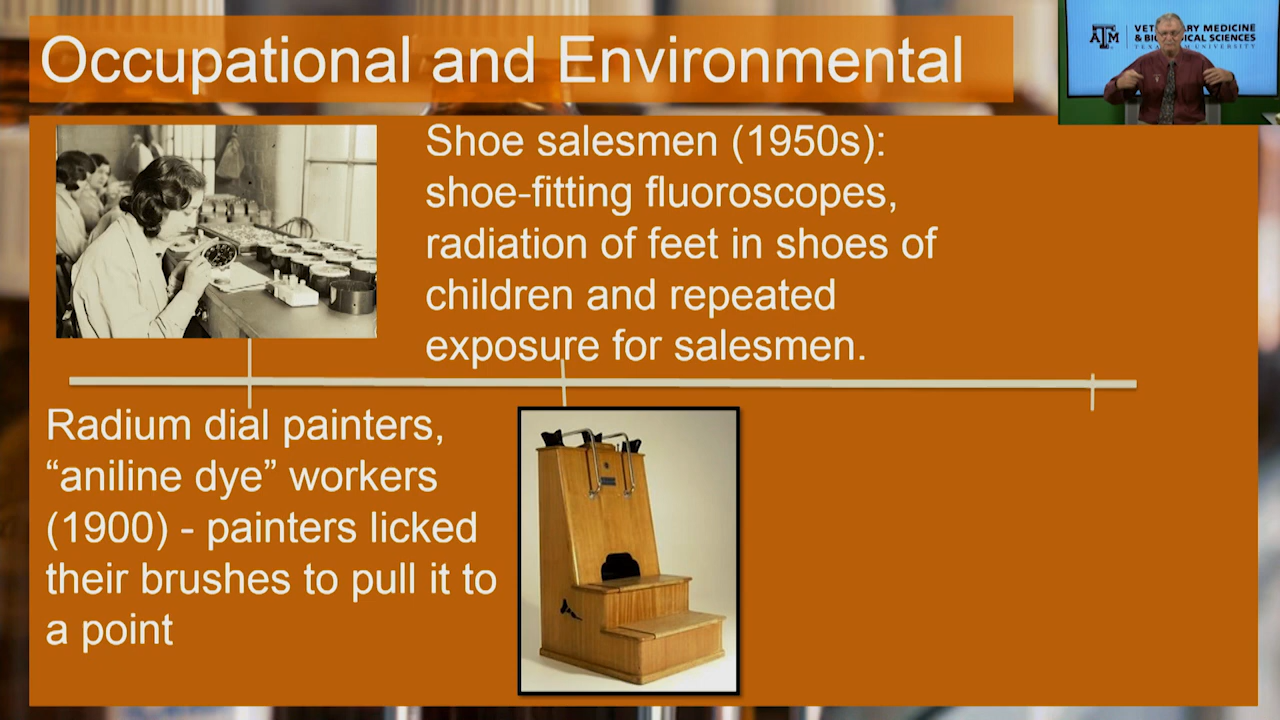 Occupational and Environmental
ĀM VETERINARY MEDICINE
& BIOMEDICAL SCIENCES
TEXAS A&M UNIVERSITY
Shoe salesmen (1950s):
shoe-fitting fluoroscopes,
radiation of feet in shoes of
children and repeated
exposure for salesmen.
Radium dial painters,
“aniline dye” workers
(1900) - painters licked
their brushes to pull it to
a point